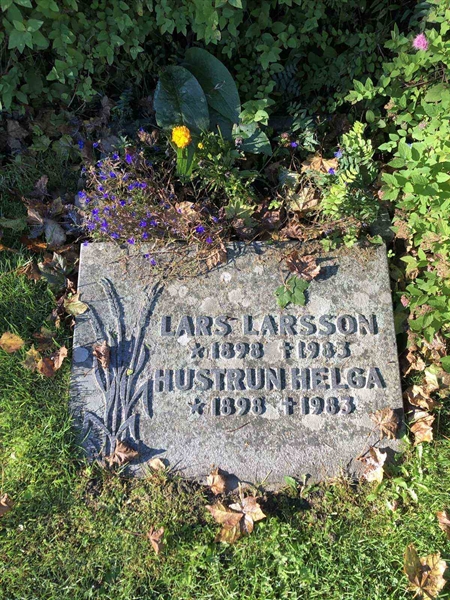 LARS LARSSON
*1898 †1983
HUSTRUN HELGA
*1898 †1983